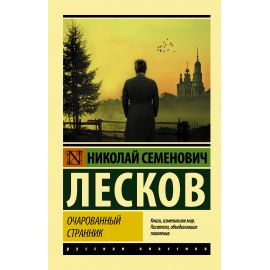 N НИКОЛАЙ СЕМЕНОВИЧ
ЛЕСКОВ
ОЧАРОВАННЫЙ
СТРАННИК
Книги, изменившие мир.
Писатели, объединившие
поколения.
русская классика